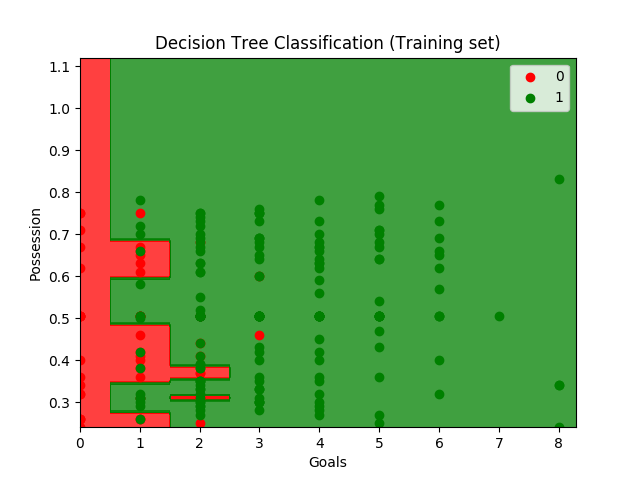 Decision Tree Classification (Training set)
0
1
1.1
1.0
0.9
0.8
0.7
0.6
0.5
0.4
0.3
Possession
0 1 2 3 4 5 6 7 8
Goals